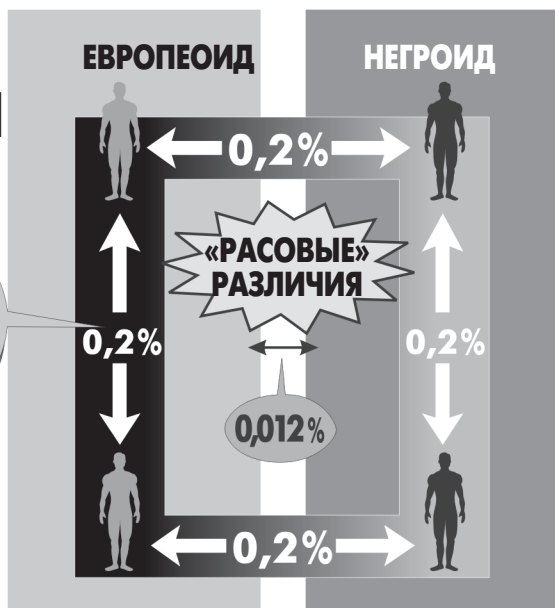 ЕВРОПЕОИД
НЕГРОИД
0,2%
«РАСОВЫЕ»
РАЗЛИЧИЯ
0,2%
0,2%
0,012%
0,2%